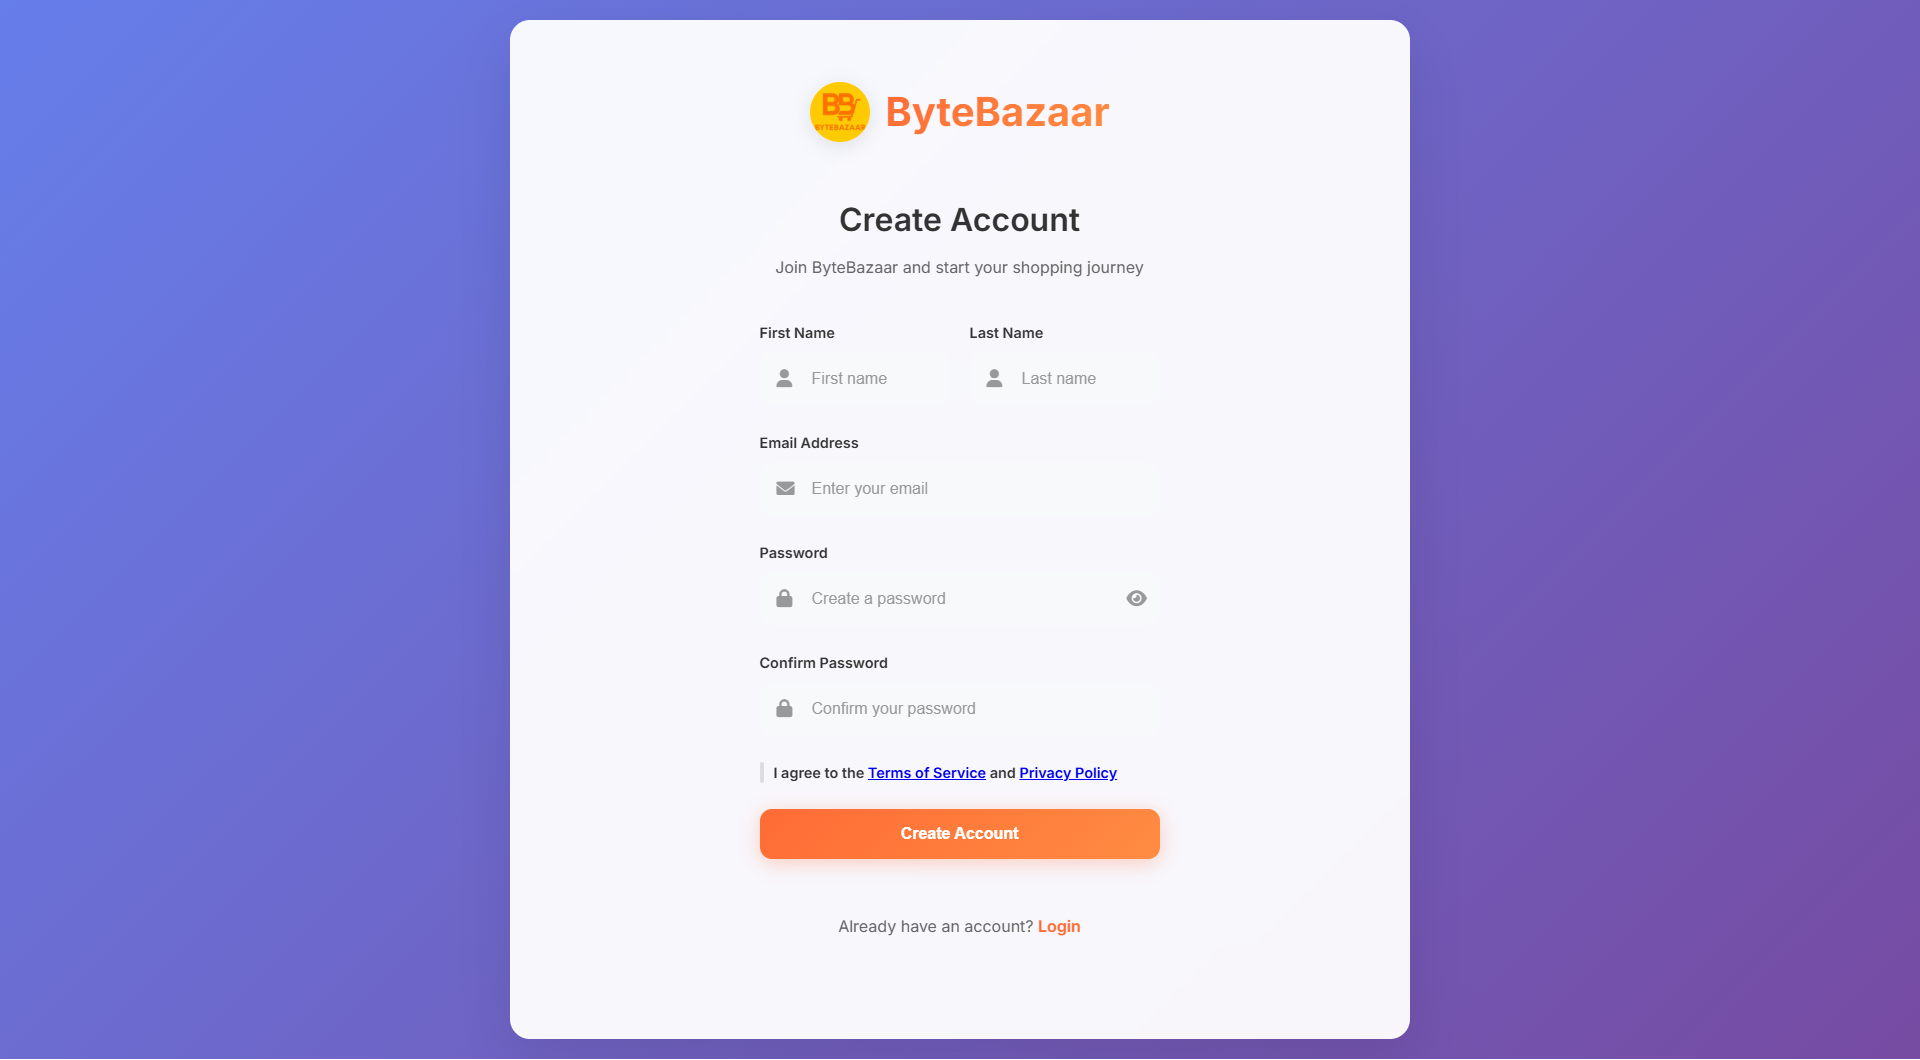 BB
BYTEBAZAAR
ByteBazaar
Create Account
Join ByteBazaar and start your shopping journey
First Name
Last Name
First name
Last name
Email Address
Enter your email
Password
Create a password
Confirm Password
Confirm your password
I agree to the Terms of Service and Privacy Policy
Create Account
Already have an account? Login